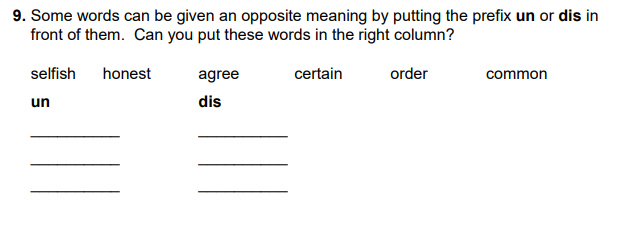 9. Some words can be given an opposite meaning by putting the prefix un or dis in
front of them. Can you put these words in the right column?
selfish honest agree certain order common
un dis